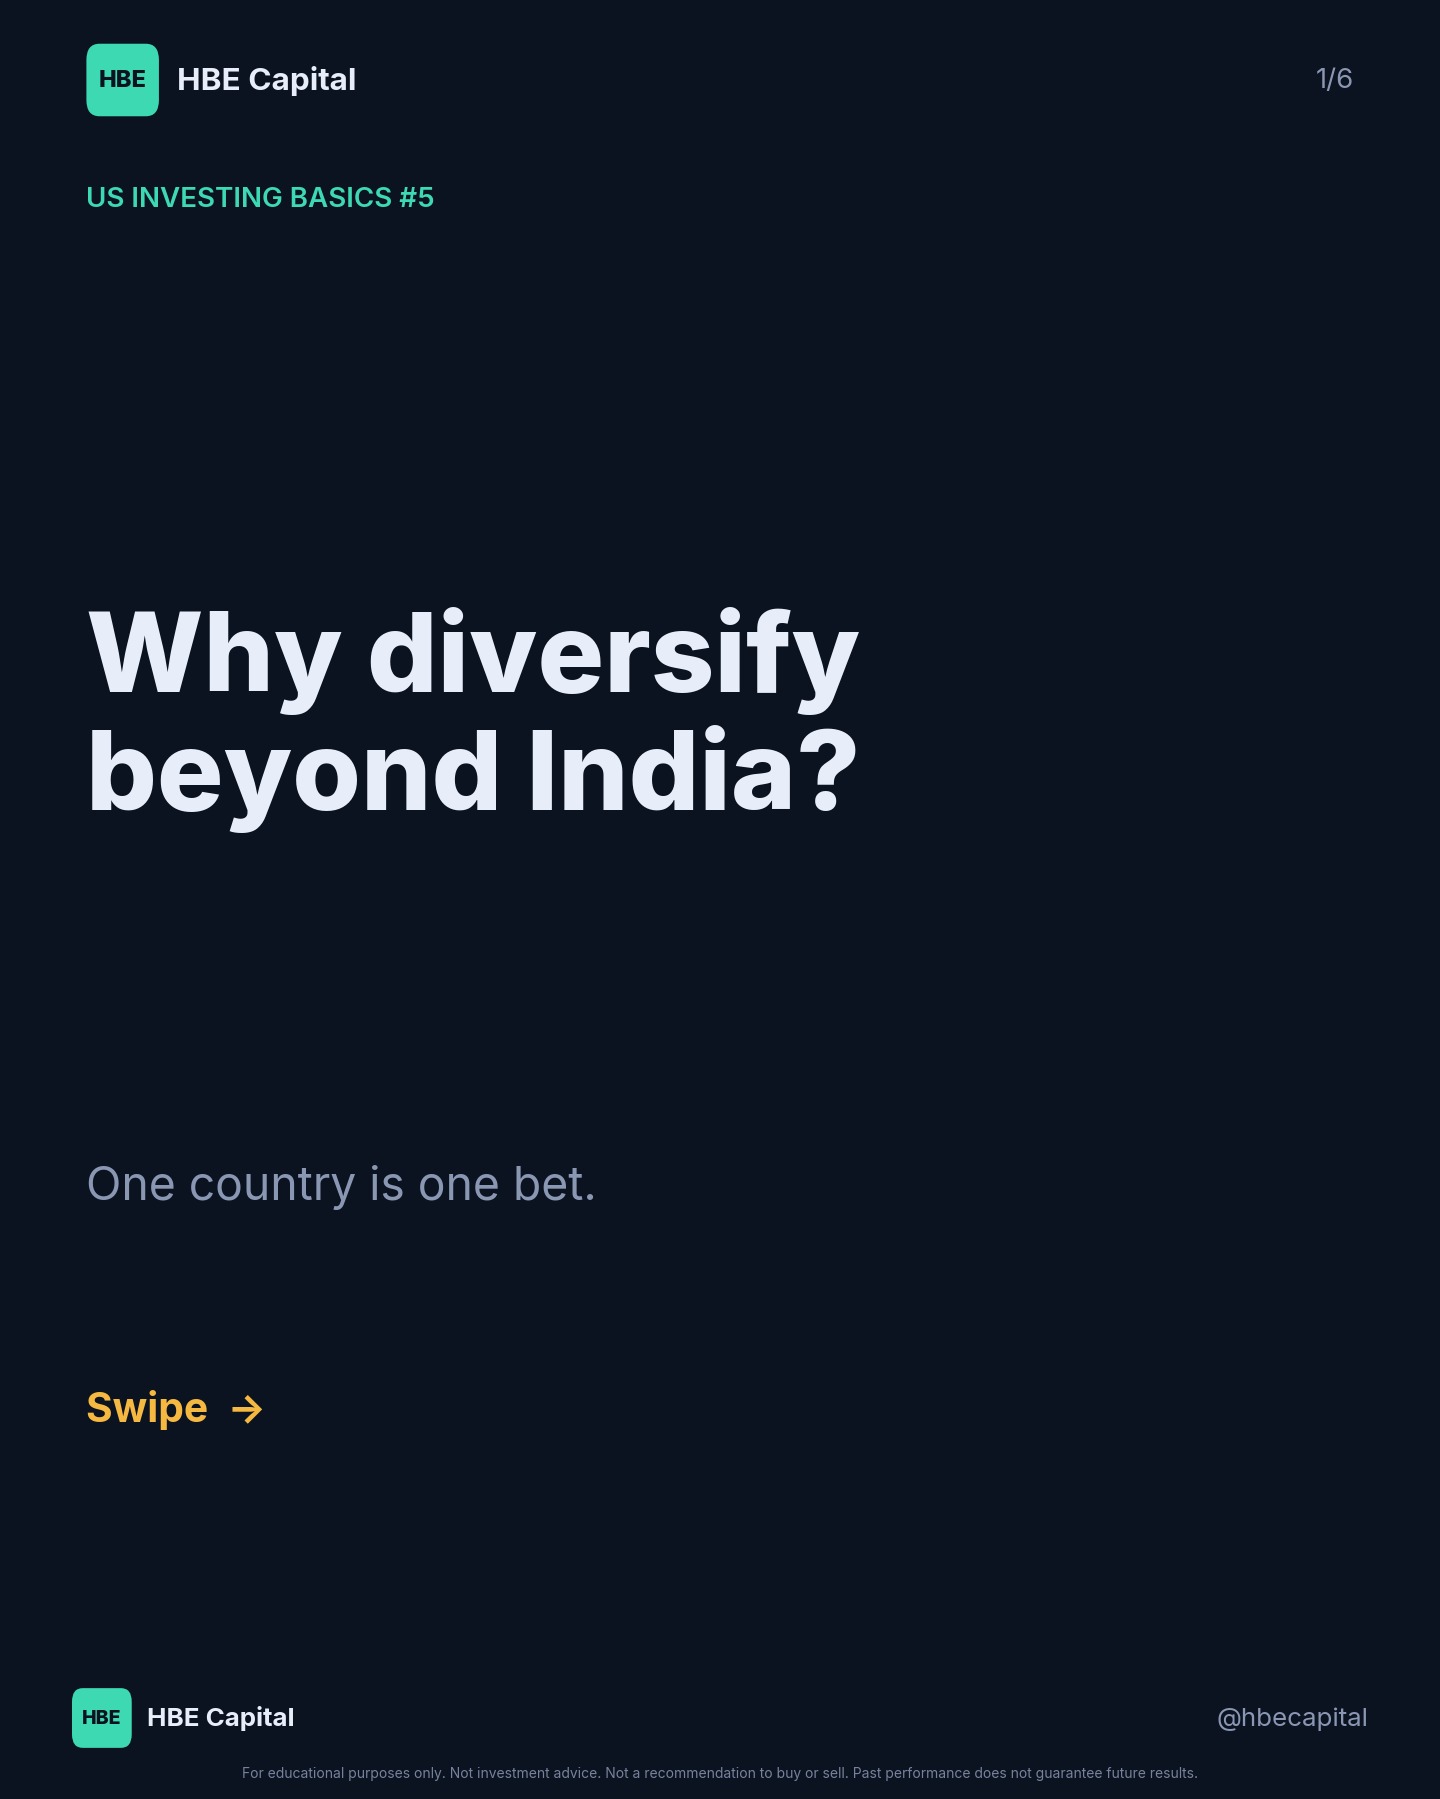 HBE
HBE Capital
1/6
US INVESTING BASICS #5
Why diversify
beyond India?
One country is one bet.
Swipe →
HBE
HBE Capital
@hbecapital
For educational purposes only. Not investment advice. Not a recommendation to buy or sell. Past performance does not guarantee future results.